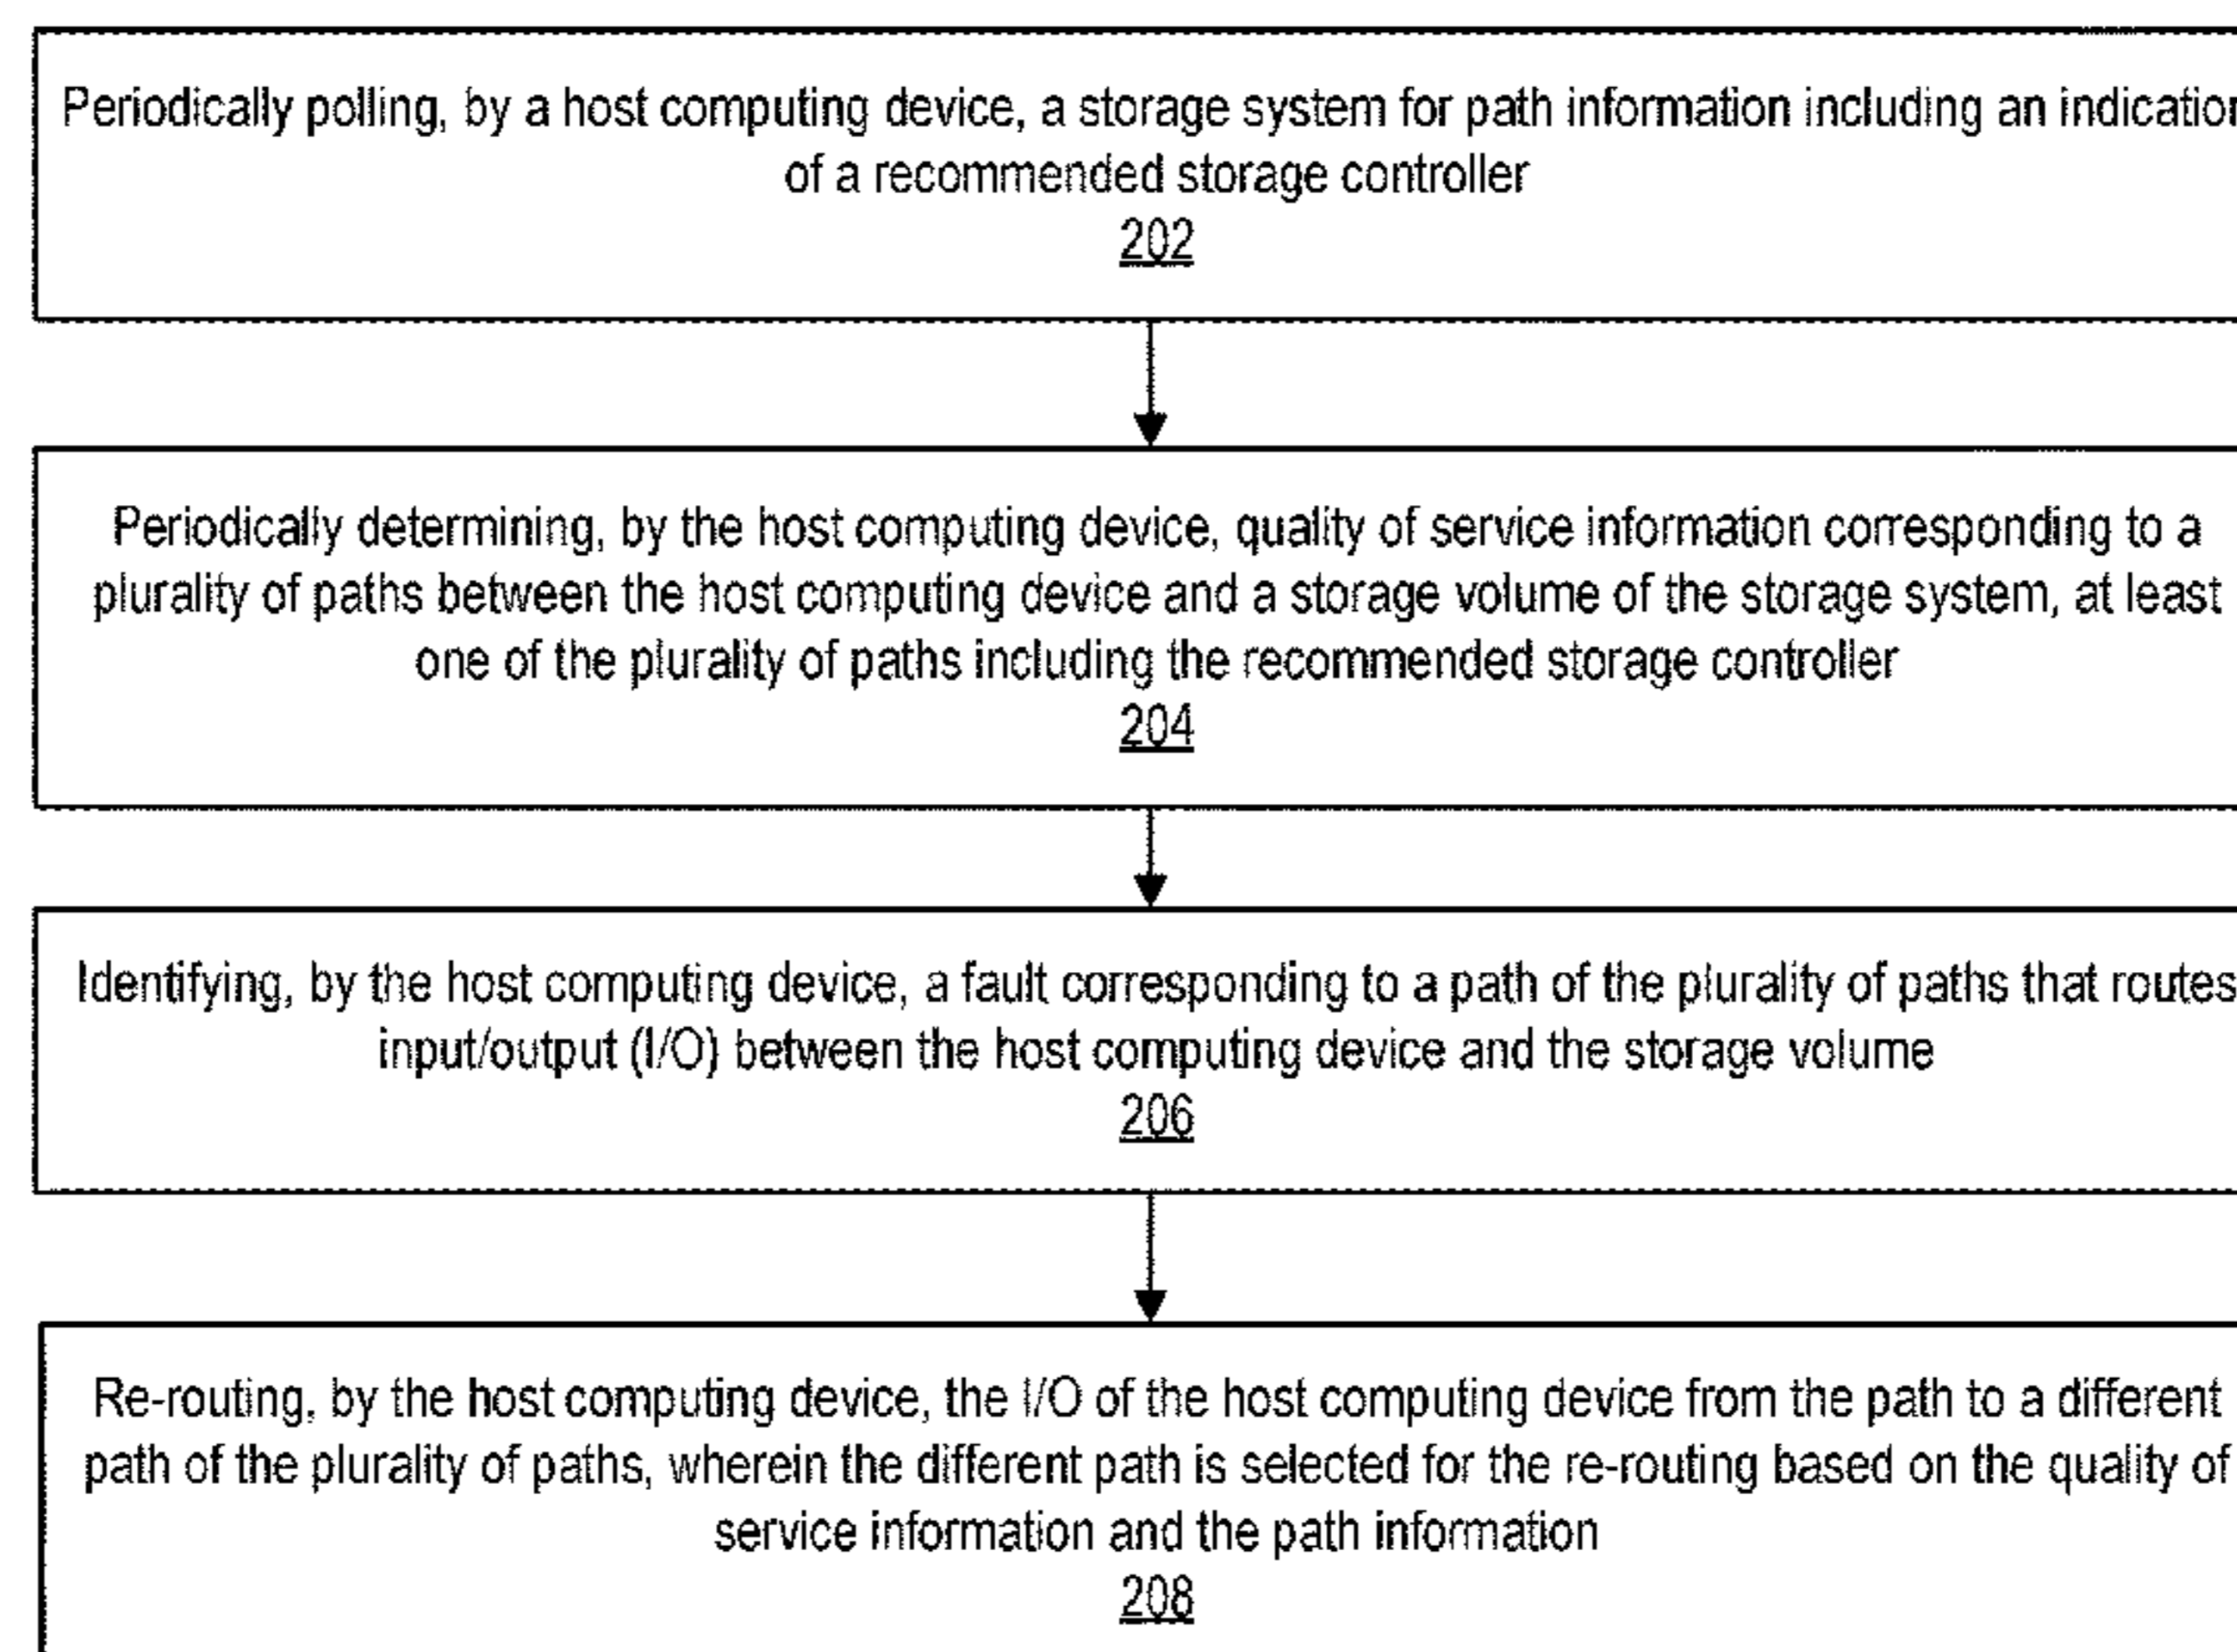 Periodically polling, by a host computing device, a storage system for path information including an indication
of a recommended storage controller
202
Periodically determining, by the host computing device, quality of service information corresponding to a
plurality of paths between the host computing device and a storage volume of the storage system, at least
one of the plurality of paths including the recommended storage controller
204
Identifying, by the host computing device, a fault corresponding to a path of the plurality of paths that routes
input/output (I/O) between the host computing device and the storage volume
206
Re-routing, by the host computing device, the I/O of the host computing device from the path to a different
path of the plurality of paths, wherein the different path is selected for the re-routing based on the quality of
service information and the path information
208